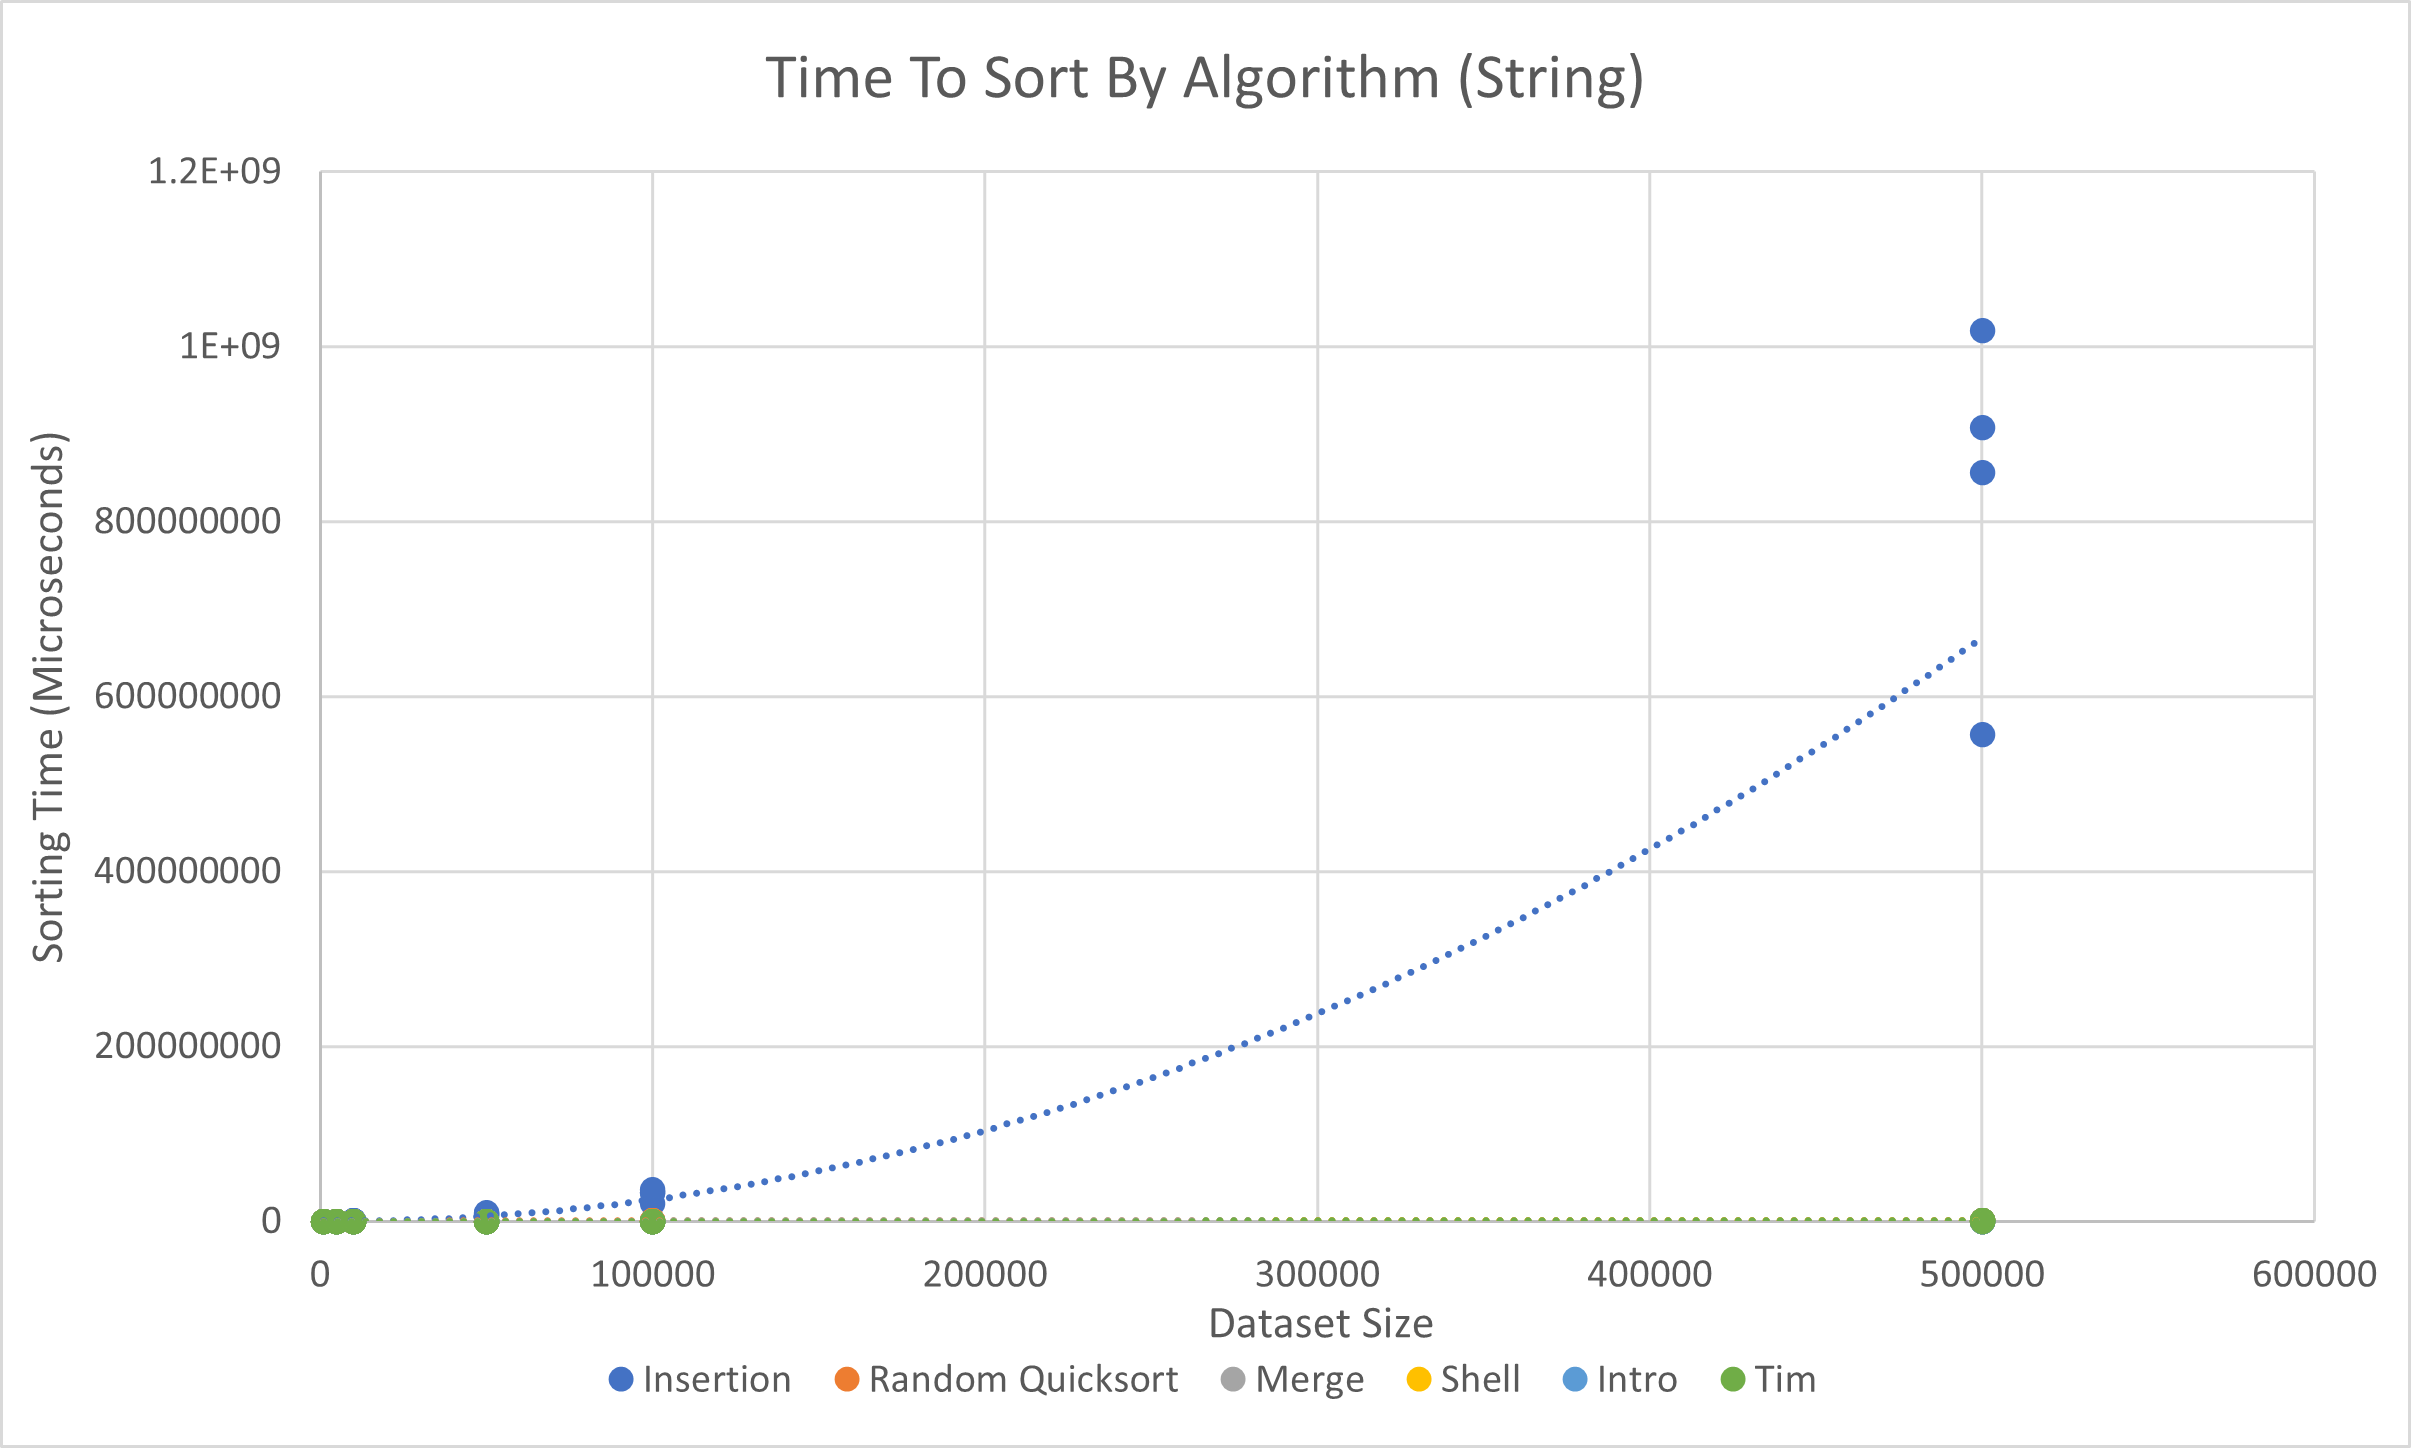 Time To Sort By Algorithm (String)
Sorting Time (Microseconds)
1.2E+09
1E+09
800000000
600000000
400000000
200000000
0
0 100000 200000 300000 400000 500000 600000
Dataset Size
Insertion Random Quicksort Merge Shell Intro Tim